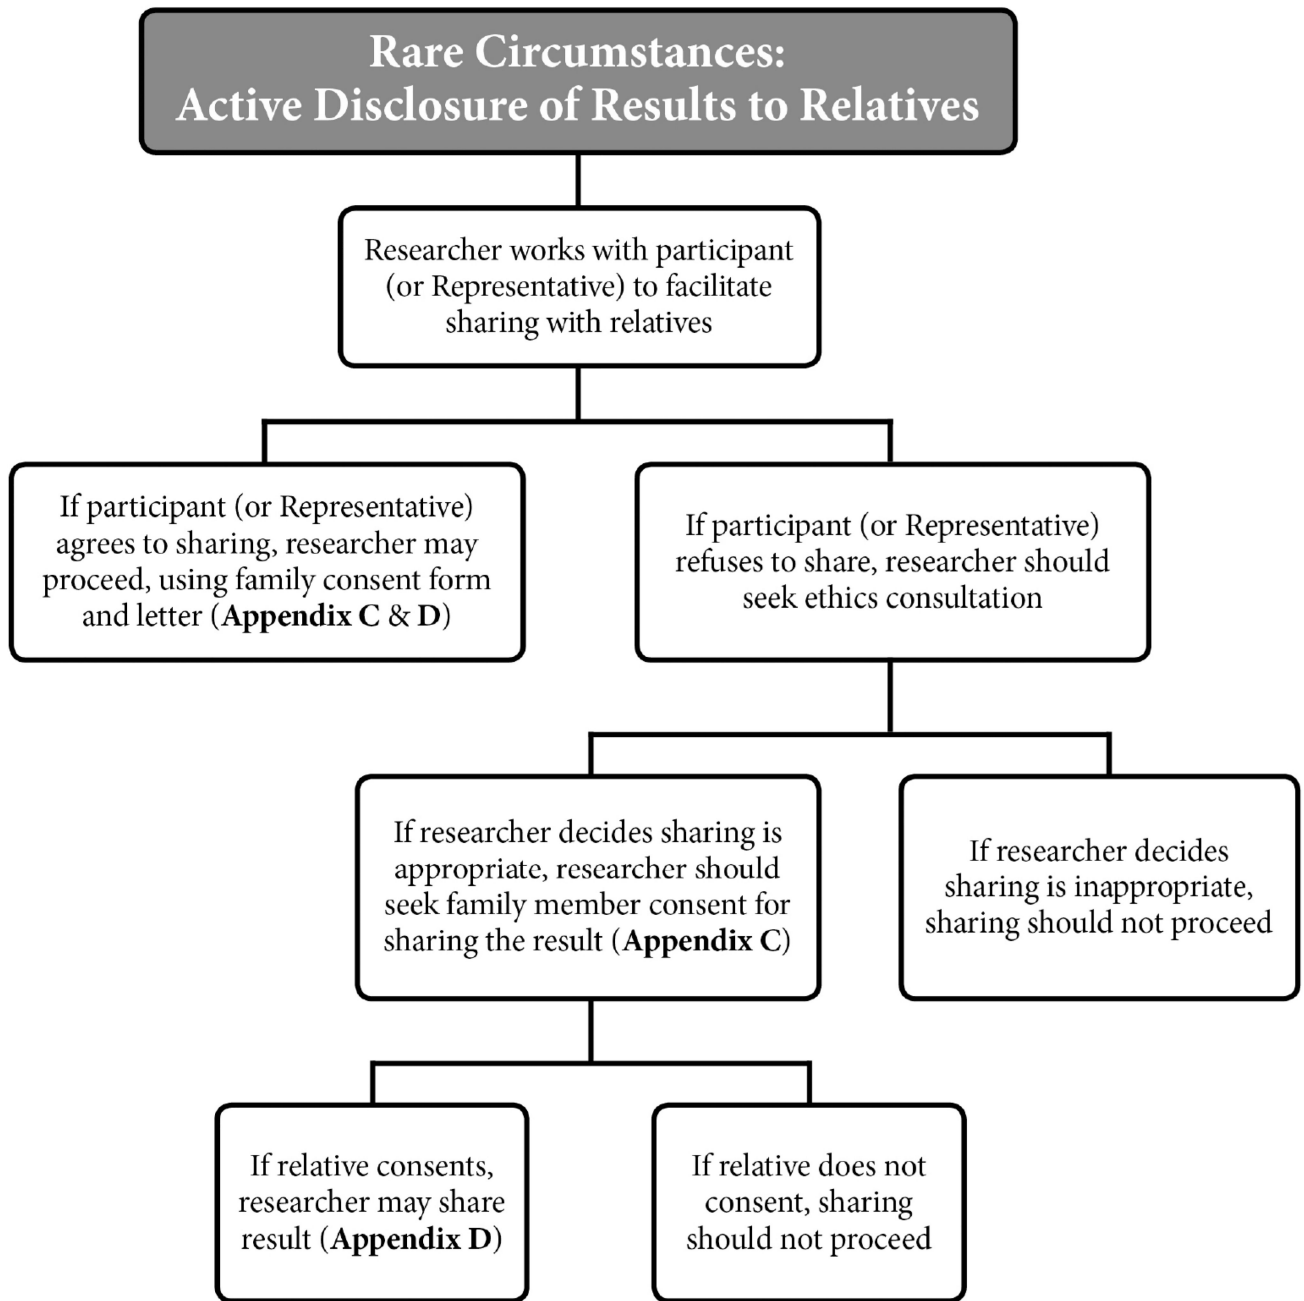 Rare Circumstances:
Active Disclosure of Results to Relatives
Researcher works with participant
(or Representative) to facilitate
sharing with relatives
If participant (or Representative)
agrees to sharing, researcher may
proceed, using family consent form
and letter (Appendix C & D)
If participant (or Representative)
refuses to share, researcher should
seek ethics consultation
If researcher decides sharing is
appropriate, researcher should
seek family member consent for
sharing the result (Appendix C)
If researcher decides
sharing is inappropriate,
sharing should not proceed
If relative consents,
researcher may share
result (Appendix D)
If relative does not
consent, sharing
should not proceed